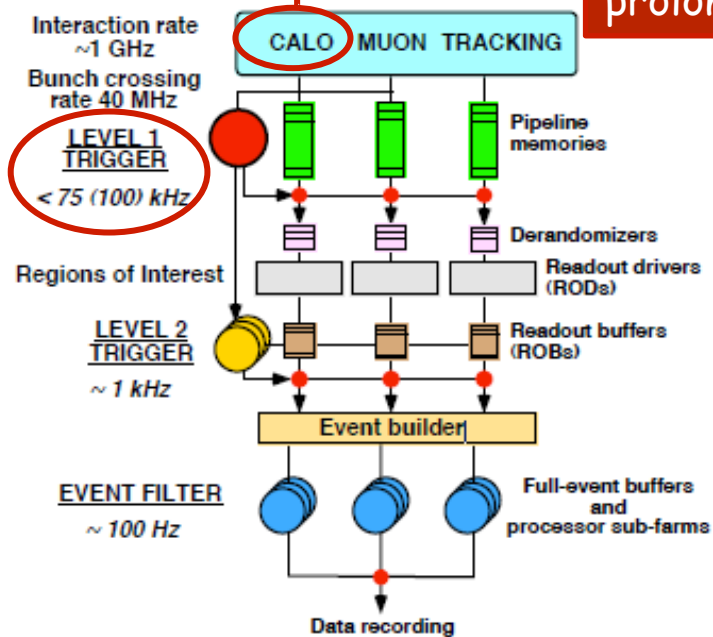 Interaction rate
~1 GHz
CALO MUON TRACKING
Bunch crossing
rate 40 MHz
LEVEL 1
TRIGGER
< 75 (100) kHz
Pipeline
memories
Derandomizers
Regions of Interest
Readout drivers
(RODs)
LEVEL 2
TRIGGER
~ 1 kHz
Readout buffers
(ROBs)
Event builder
EVENT FILTER
~ 100 Hz
Full-event buffers
and
processor sub-farms
Data recording